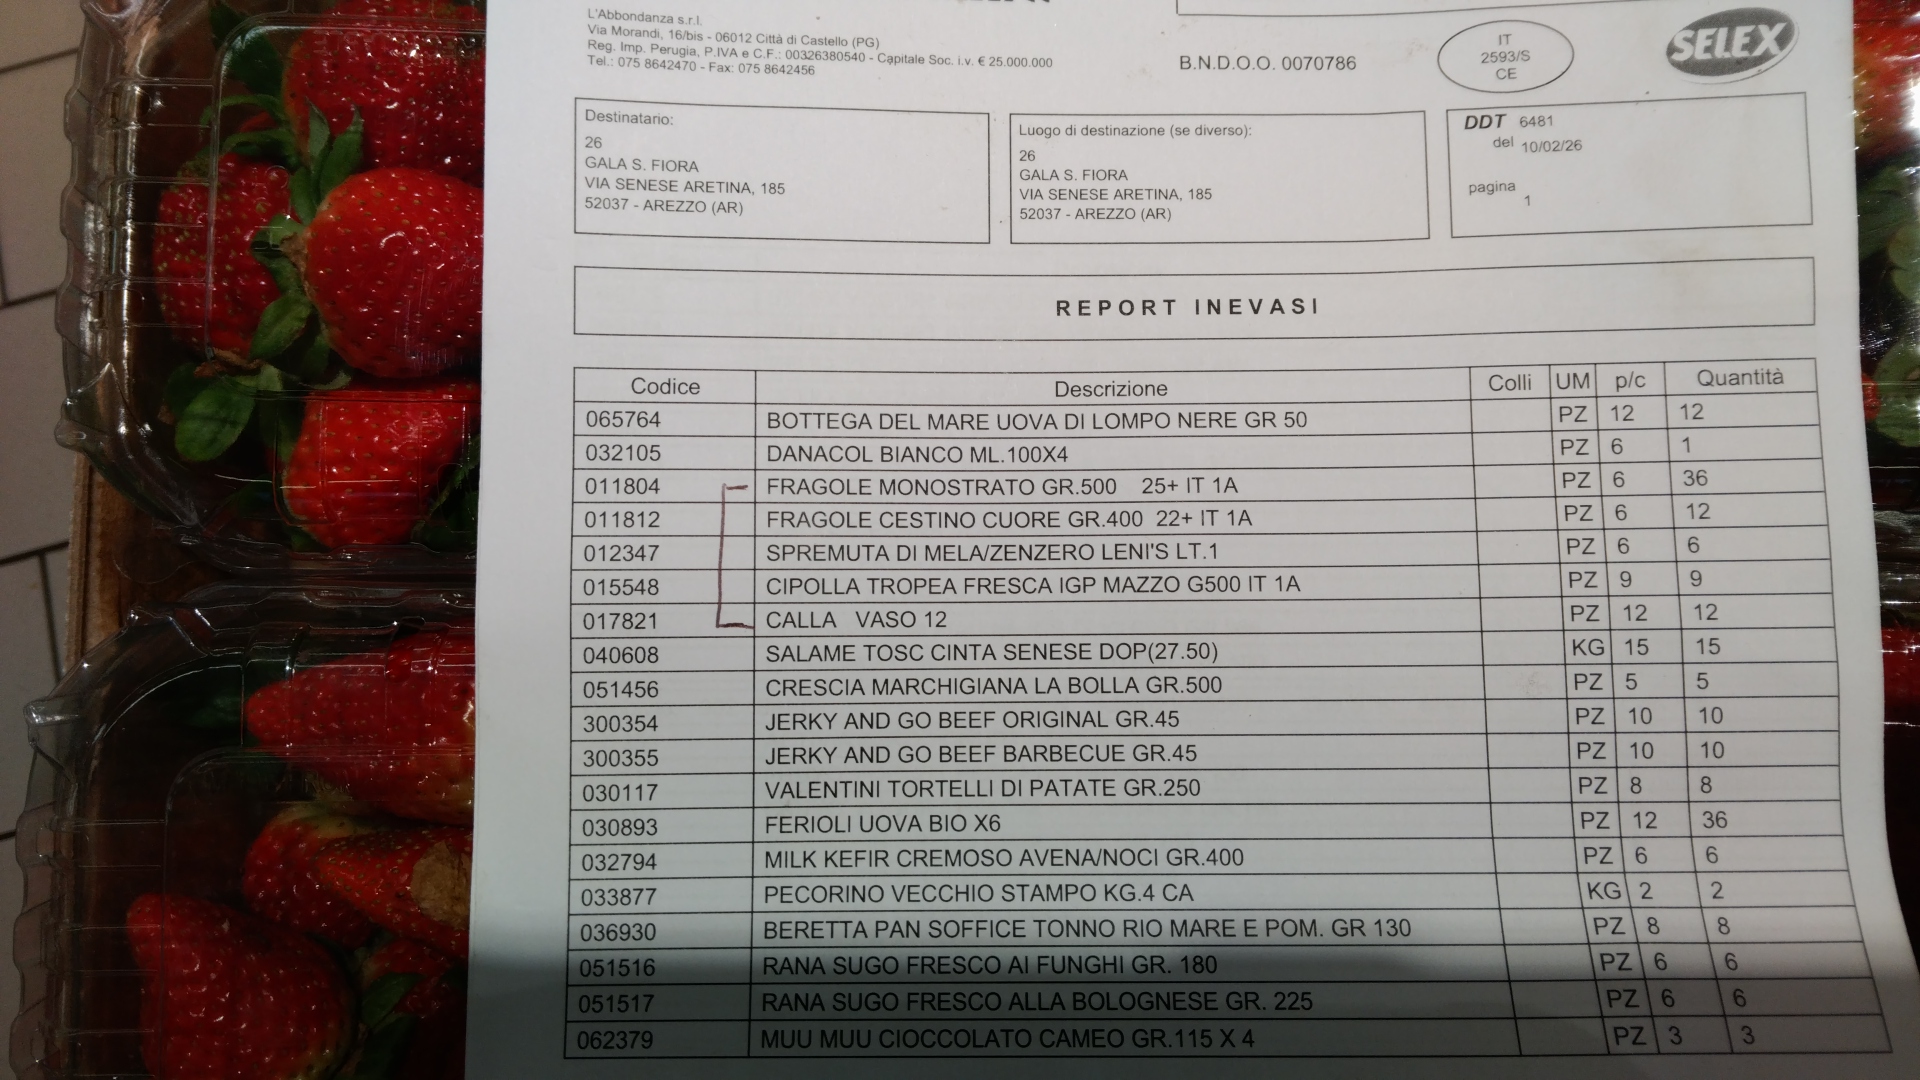 L'Abbondanza s.r.l.
Via Morandi, 16/bis - 06012 Città di Castello (PG)
Reg. Imp. Perugia, P.IVA e C.F.: 00326380540 - Capitale Soc. i.v. € 25.000.000
Tel.: 075 8642470 - Fax: 075 8642456
B.N.D.O.O. 0070786
IT
2593/S
CE
SELEX
Destinatario:
26
GALA S. FIORA
VIA SENESE ARETINA, 185
52037 - AREZZO (AR)
Luogo di destinazione (se diverso):
26
GALA S. FIORA
VIA SENESE ARETINA, 185
52037 - AREZZO (AR)
DDT 6481
del 10/02/26
pagina 1
REPORT INEVASI
Codice Descrizione Colli UM p/c Quantità
065764 BOTTEGA DEL MARE UOVA DI LOMPO NERE GR 50 PZ 12 12
032105 DANACOL BIANCO ML.100X4 PZ 6 1
011804 FRAGOLE MONOSTRATO GR.500 25+ IT 1A PZ 6 36
011812 FRAGOLE CESTINO CUORE GR.400 22+ IT 1A PZ 6 12
012347 SPREMUTA DI MELA/ZENZERO LENI'S LT.1 PZ 6 6
015548 CIPOLLA TROPEA FRESCA IGP MAZZO G500 IT 1A PZ 9 9
017821 CALLA VASO 12 PZ 12 12
040608 SALAME TOSC CINTA SENESE DOP(27.50) KG 15 15
051456 CRESCIA MARCHIGIANA LA BOLLA GR.500 PZ 5 5
300354 JERKY AND GO BEEF ORIGINAL GR.45 PZ 10 10
300355 JERKY AND GO BEEF BARBECUE GR.45 PZ 10 10
030117 VALENTINI TORTELLI DI PATATE GR.250 PZ 8 8
030893 FERIOLI UOVA BIO X6 PZ 12 36
032794 MILK KEFIR CREMOSO AVENA/NOCI GR.400 PZ 6 6
033877 PECORINO VECCHIO STAMPO KG.4 CA KG 2 2
036930 BERETTA PAN SOFFICE TONNO RIO MARE E POM. GR 130 PZ 8 8
051516 RANA SUGO FRESCO AI FUNGHI GR. 180 PZ 6 6
051517 RANA SUGO FRESCO ALLA BOLOGNESE GR. 225 PZ 6 6
062379 MUU MUU CIOCCOLATO CAMEO GR.115 X 4 PZ 3 3